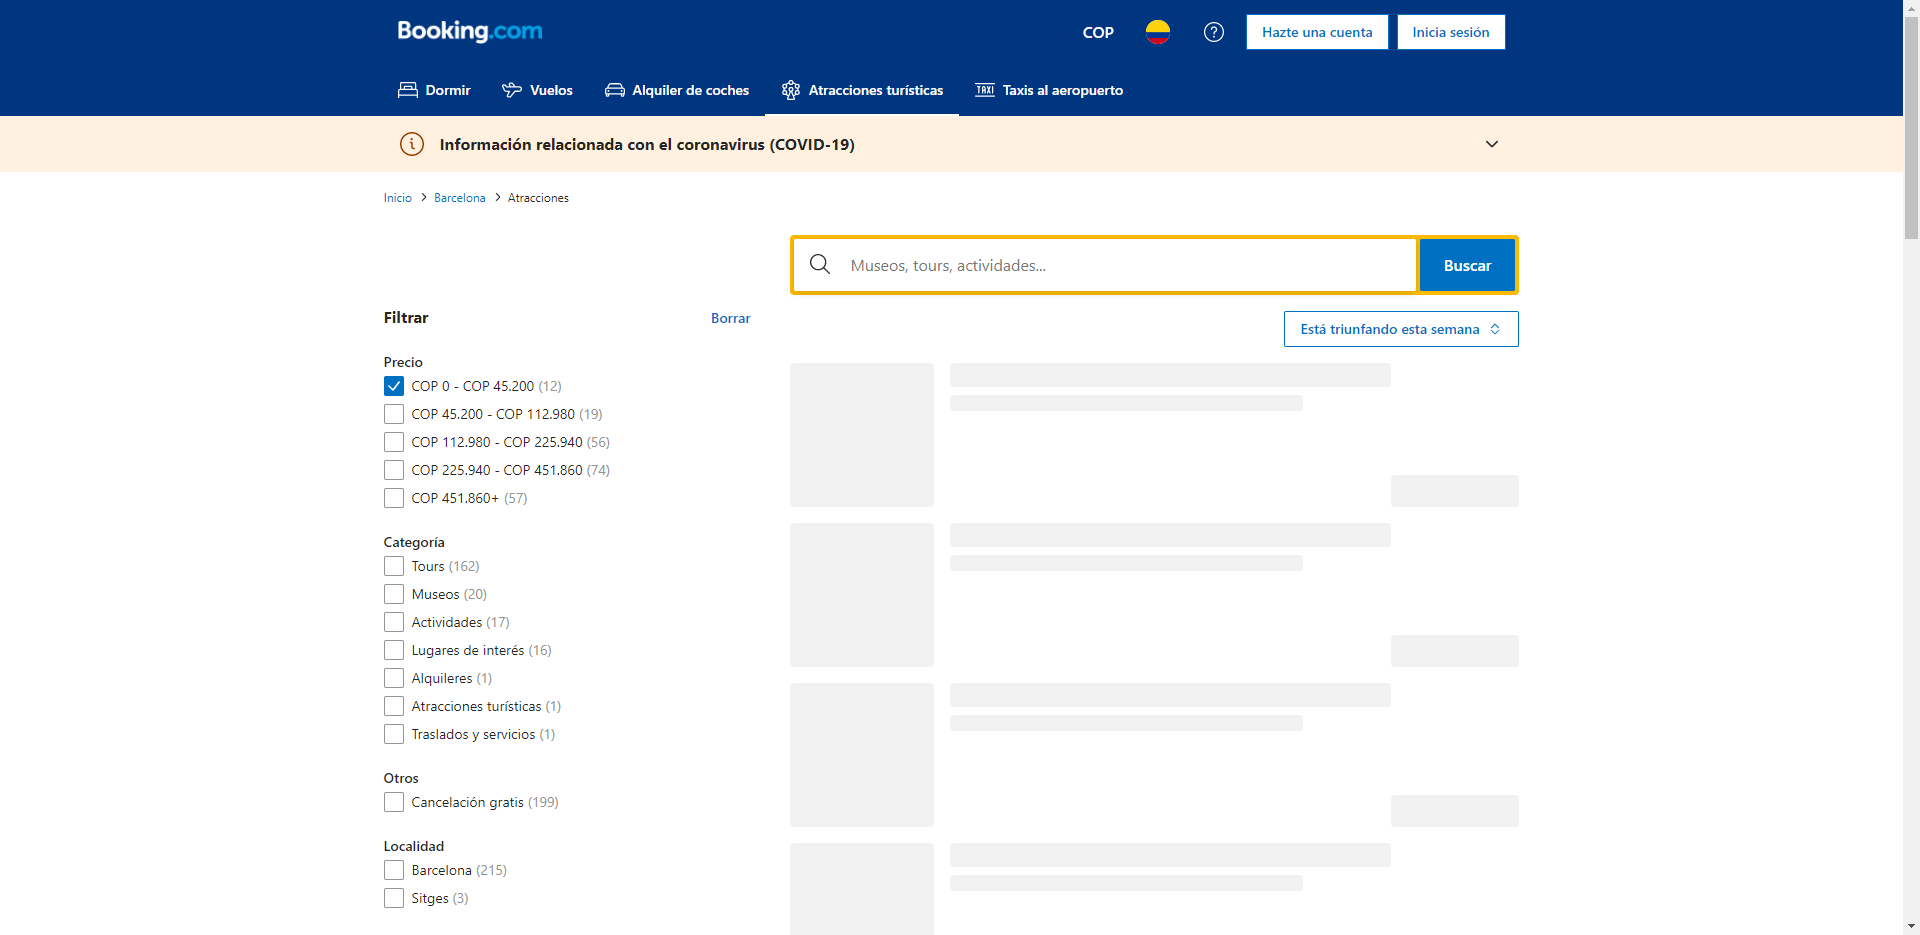 Booking.com
COP
Hazte una cuenta
Inicia sesión
Dormir
Vuelos
Alquiler de coches
Atracciones turísticas
TAXI
Taxis al aeropuerto
Información relacionada con el coronavirus (COVID-19)
Inicio
Barcelona
Atracciones
Museos, tours, actividades...
Buscar
Filtrar
Borrar
Está triunfando esta semana
Precio
COP 0 - COP 45.200 (12)
COP 45.200 - COP 112.980 (19)
COP 112.980 - COP 225.940 (56)
COP 225.940 - COP 451.860 (74)
COP 451.860+ (57)
Categoría
Tours (162)
Museos (20)
Actividades (17)
Lugares de interés (16)
Alquileres (1)
Atracciones turísticas (1)
Traslados y servicios (1)
Otros
Cancelación gratis (199)
Localidad
Barcelona (215)
Sitges (3)